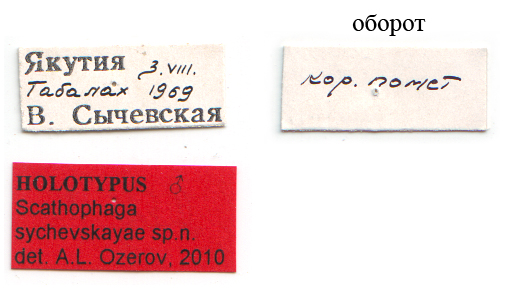 оборот
Якутия 3.VIII.
Табалах 1969
В. Сычевская
кор. помет
HOLOTYPUS ♂
Scathophaga
sychevskayae sp.n.
det. A.L. Ozerov, 2010